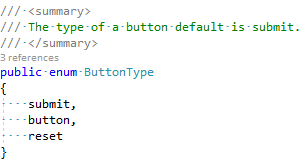 /// <summary>
/// The type of a button default is submit.
/// </summary>
3 references
public enum ButtonType
{
    submit,
    button,
    reset
}